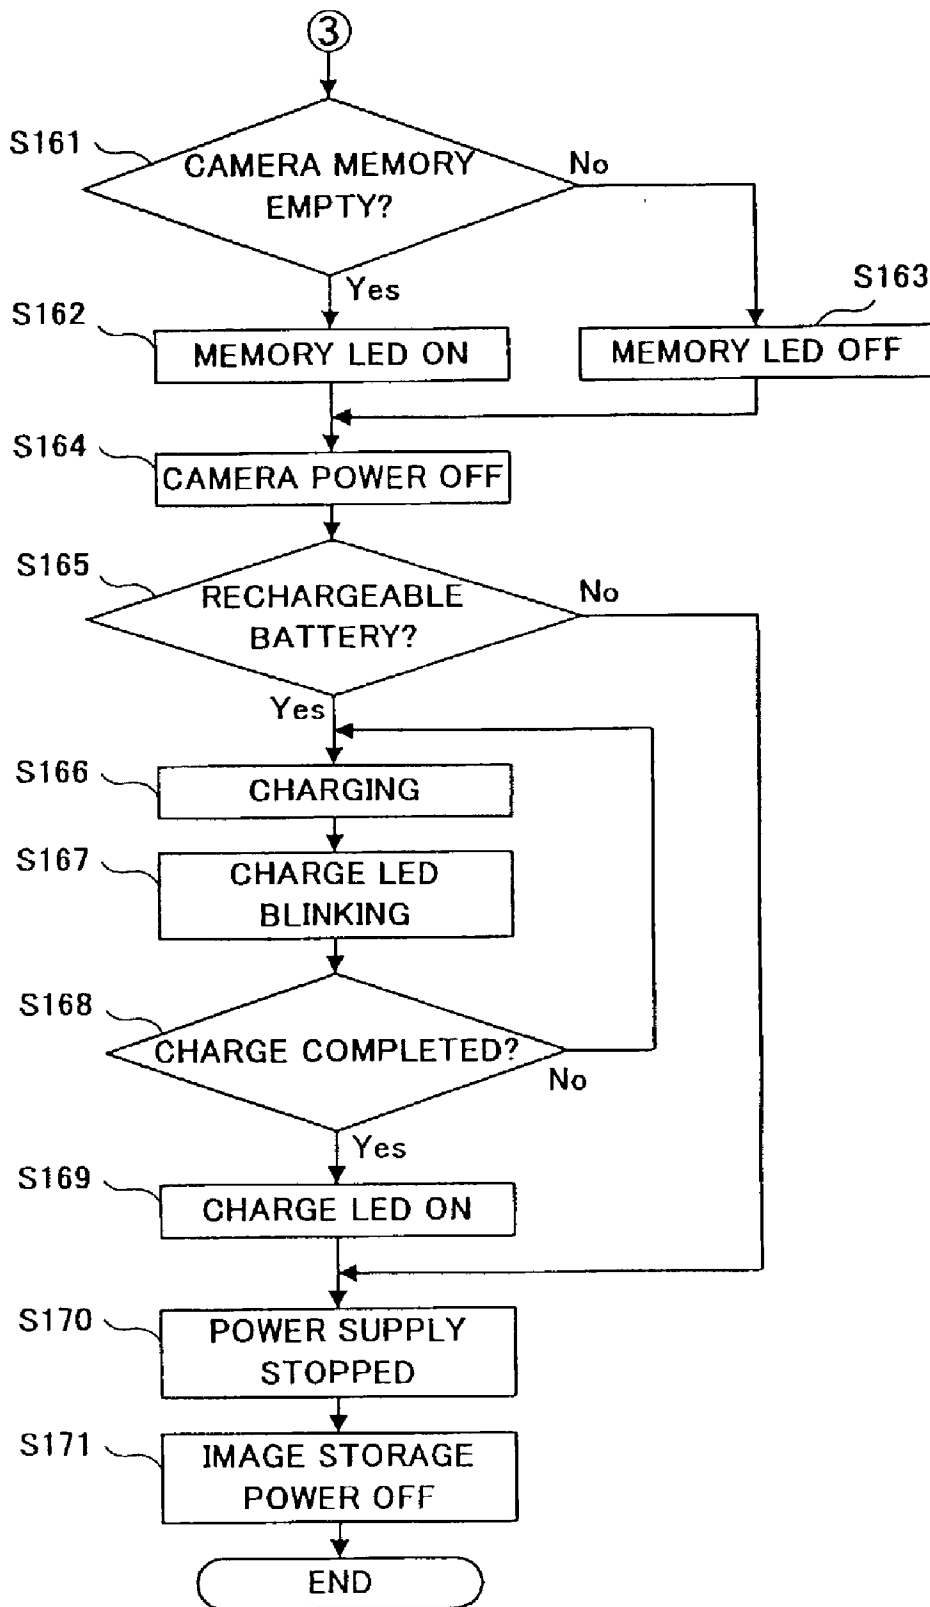 3
S161
CAMERA MEMORY
EMPTY?
No
Yes
S162
MEMORY LED ON
S163
MEMORY LED OFF
S164
CAMERA POWER OFF
S165
RECHARGEABLE
BATTERY?
No
Yes
S166
CHARGING
S167
CHARGE LED
BLINKING
S168
CHARGE COMPLETED?
No
Yes
S169
CHARGE LED ON
S170
POWER SUPPLY
STOPPED
S171
IMAGE STORAGE
POWER OFF
END